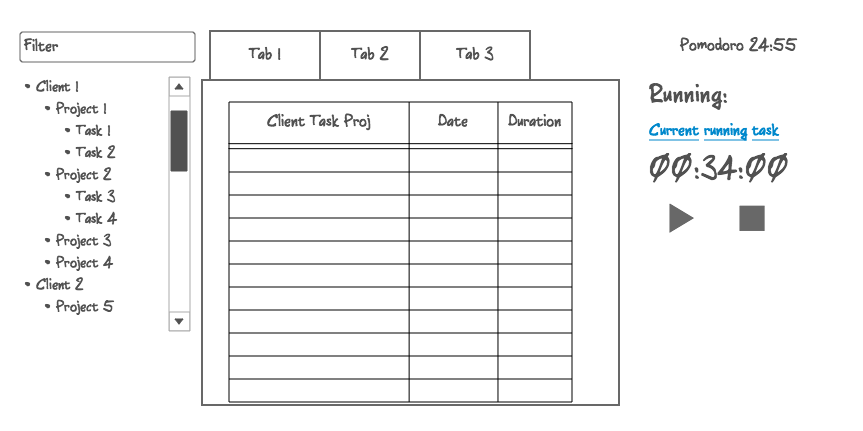 Filter
Client 1
Project 1
Task 1
Task 2
Project 2
Task 3
Task 4
Project 3
Project 4
Client 2
Project 5
Tab 1
Tab 2
Tab 3
Client Task Proj
Date
Duration
Pomodoro 24:55
Running:
Current running task
00:34:00